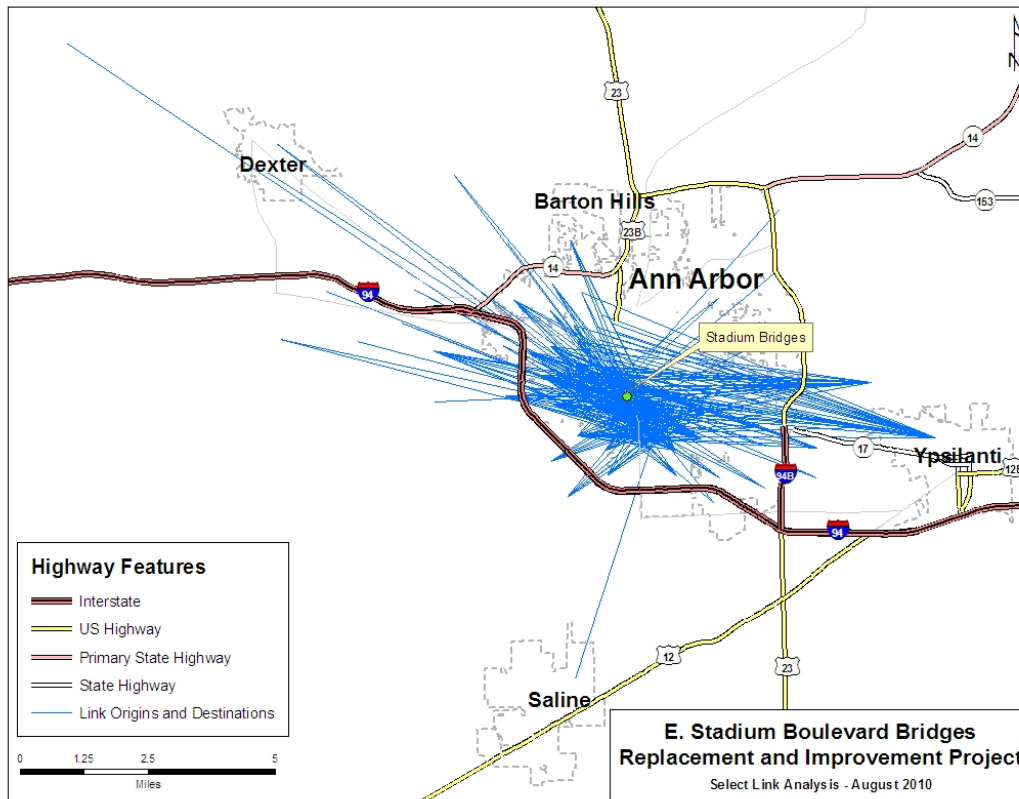 23
N
14
Dexter
153
Barton Hills
23B
14
Ann Arbor
94
Stadium Bridges
17
Ypsilanti
12B
94B
94
Highway Features
Interstate
US Highway
Primary State Highway
State Highway
Link Origins and Destinations
0 1.25 2.5 5
Miles
12
23
Saline
E. Stadium Boulevard Bridges
Replacement and Improvement Project
Select Link Analysis - August 2010